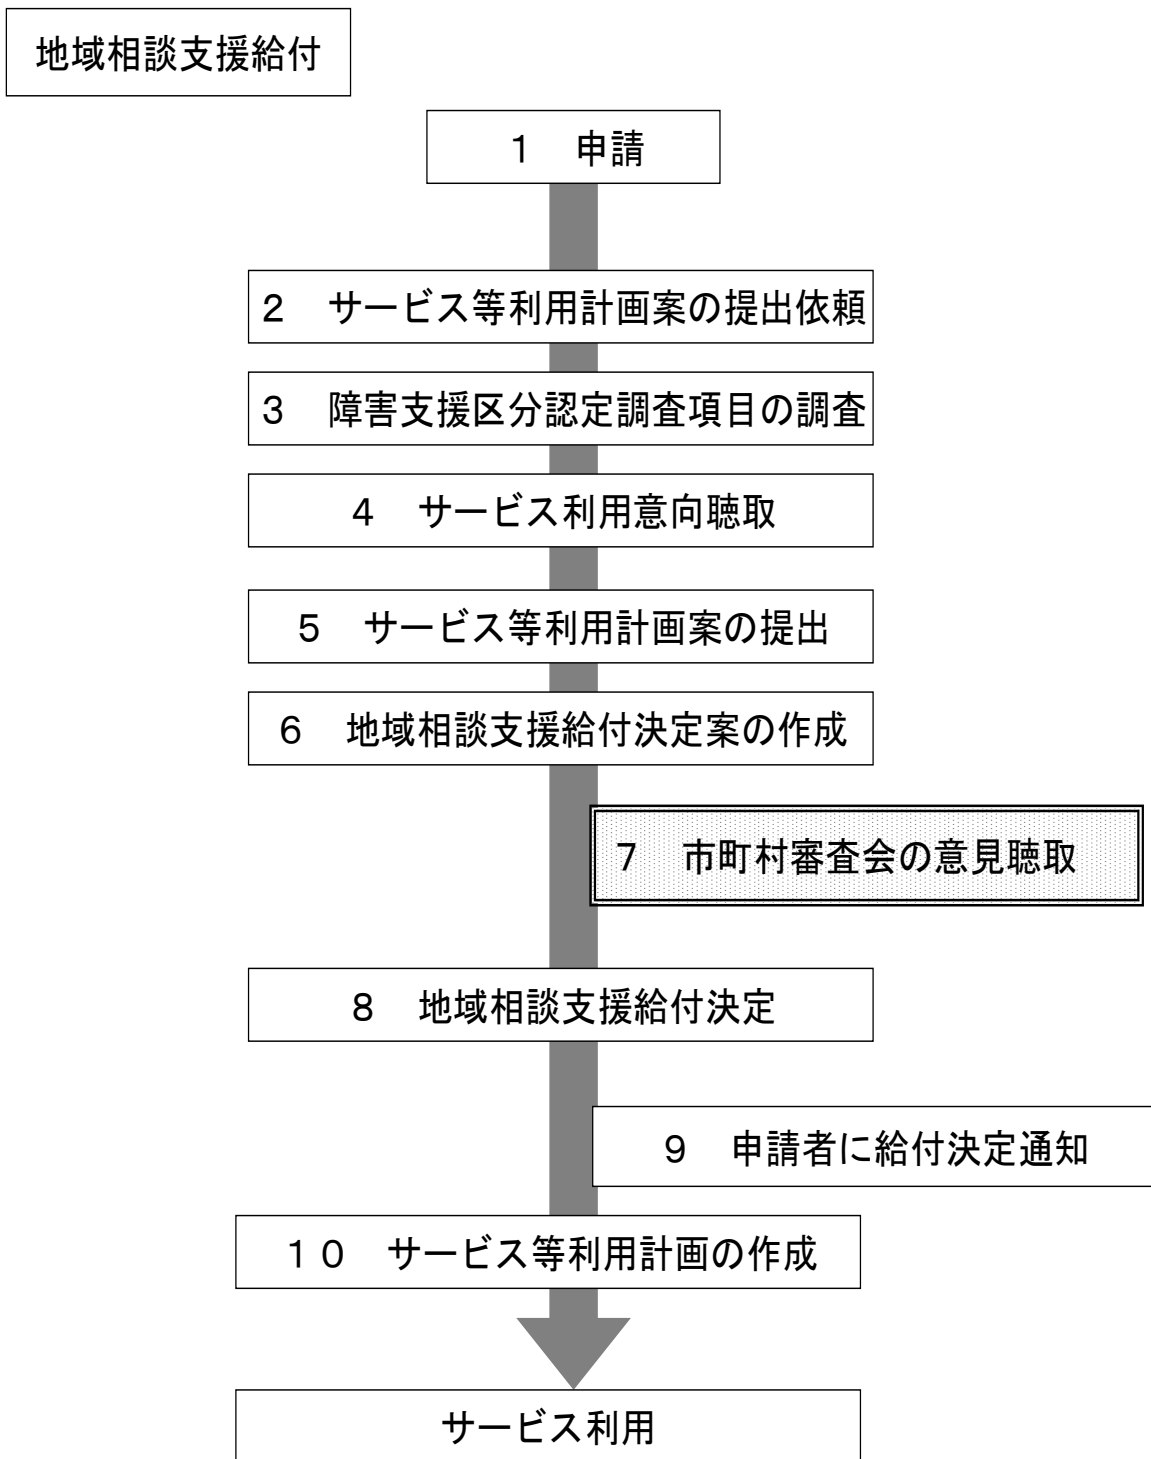 地域相談支援給付
１　申請
２　サービス等利用計画案の提出依頼
３　障害支援区分認定調査項目の調査
４　サービス利用意向聴取
５　サービス等利用計画案の提出
６　地域相談支援給付決定案の作成
７　市町村審査会の意見聴取
８　地域相談支援給付決定
９　申請者に給付決定通知
１０　サービス等利用計画の作成
サービス利用